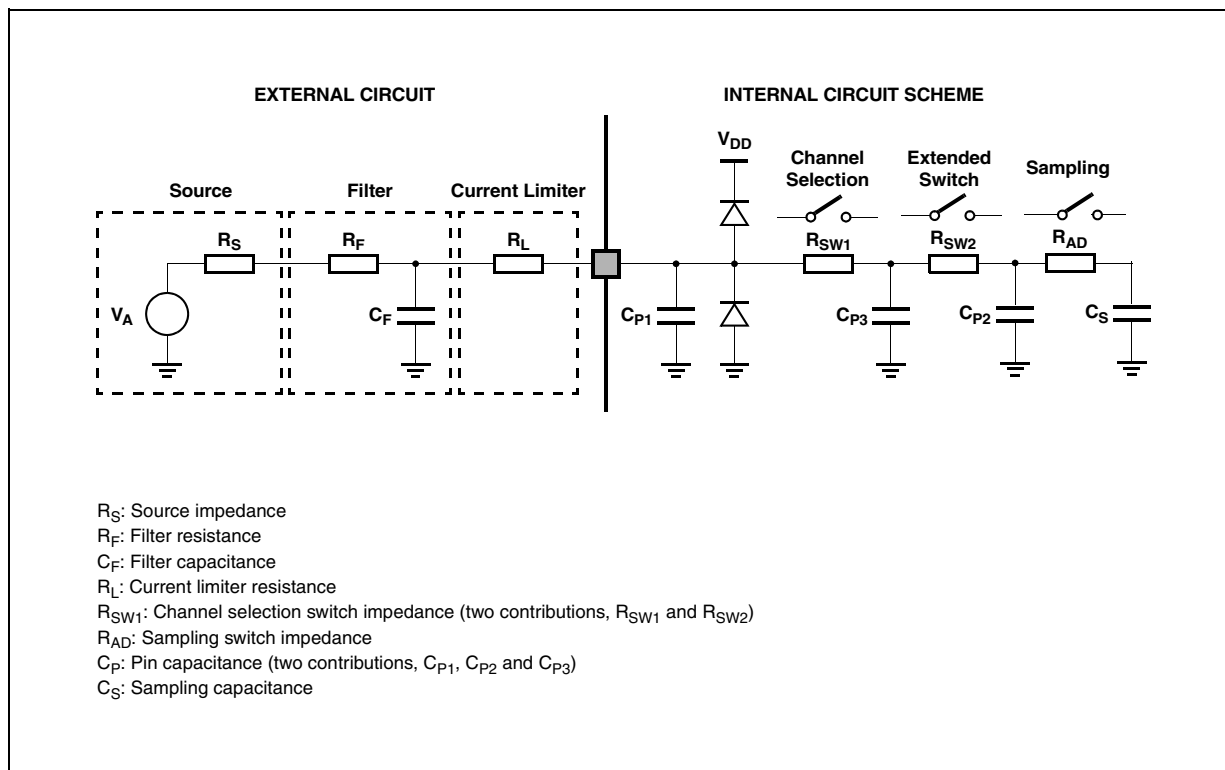 EXTERNAL CIRCUIT
INTERNAL CIRCUIT SCHEME
Source
Filter
Current Limiter
VDD
Channel
Selection
Extended
Switch
Sampling
RS
RF
RL
RSW1
RSW2
RAD
VA
CF
CP1
CP3
CP2
CS
RS: Source impedance
RF: Filter resistance
CF: Filter capacitance
RL: Current limiter resistance
RSW1: Channel selection switch impedance (two contributions, RSW1 and RSW2)
RAD: Sampling switch impedance
CP: Pin capacitance (two contributions, CP1, CP2 and CP3)
CS: Sampling capacitance